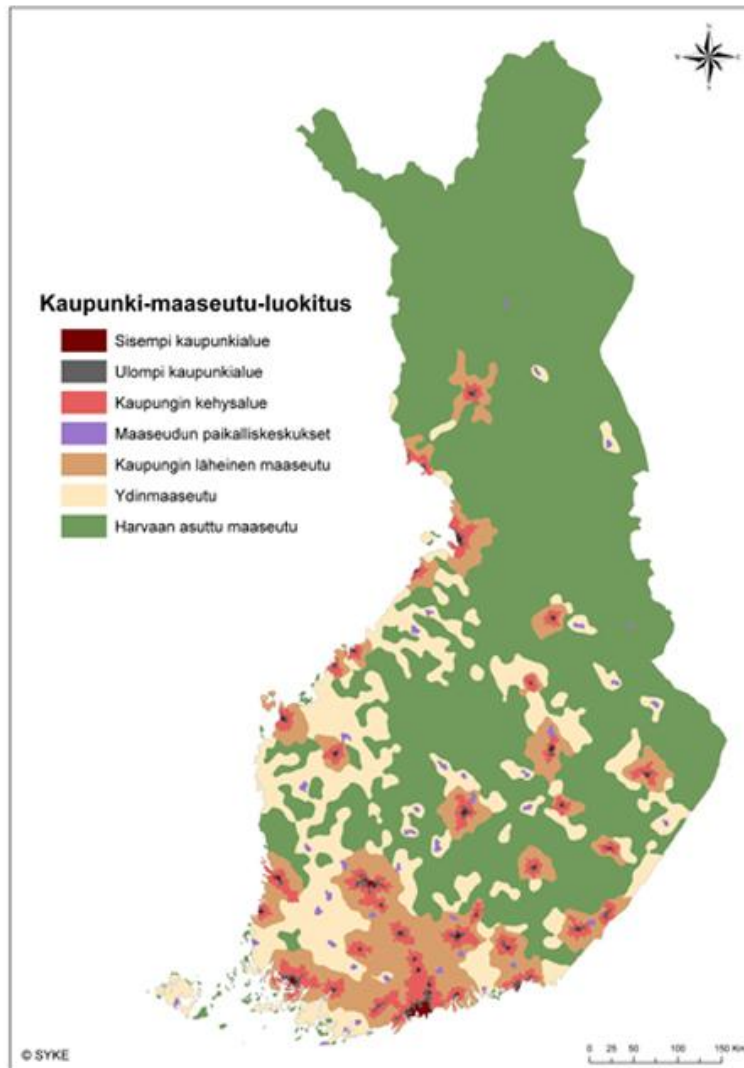 Kaupunki-maaseutu-luokitus
Sisempi kaupunkialue
Ulompi kaupunkialue
Kaupungin kehysalue
Maaseudun paikalliskeskukset
Kaupungin läheinen maaseutu
Ydinmaaseutu
Harvaan asuttu maaseutu
© SYKE
0 25 50 100 150 Km